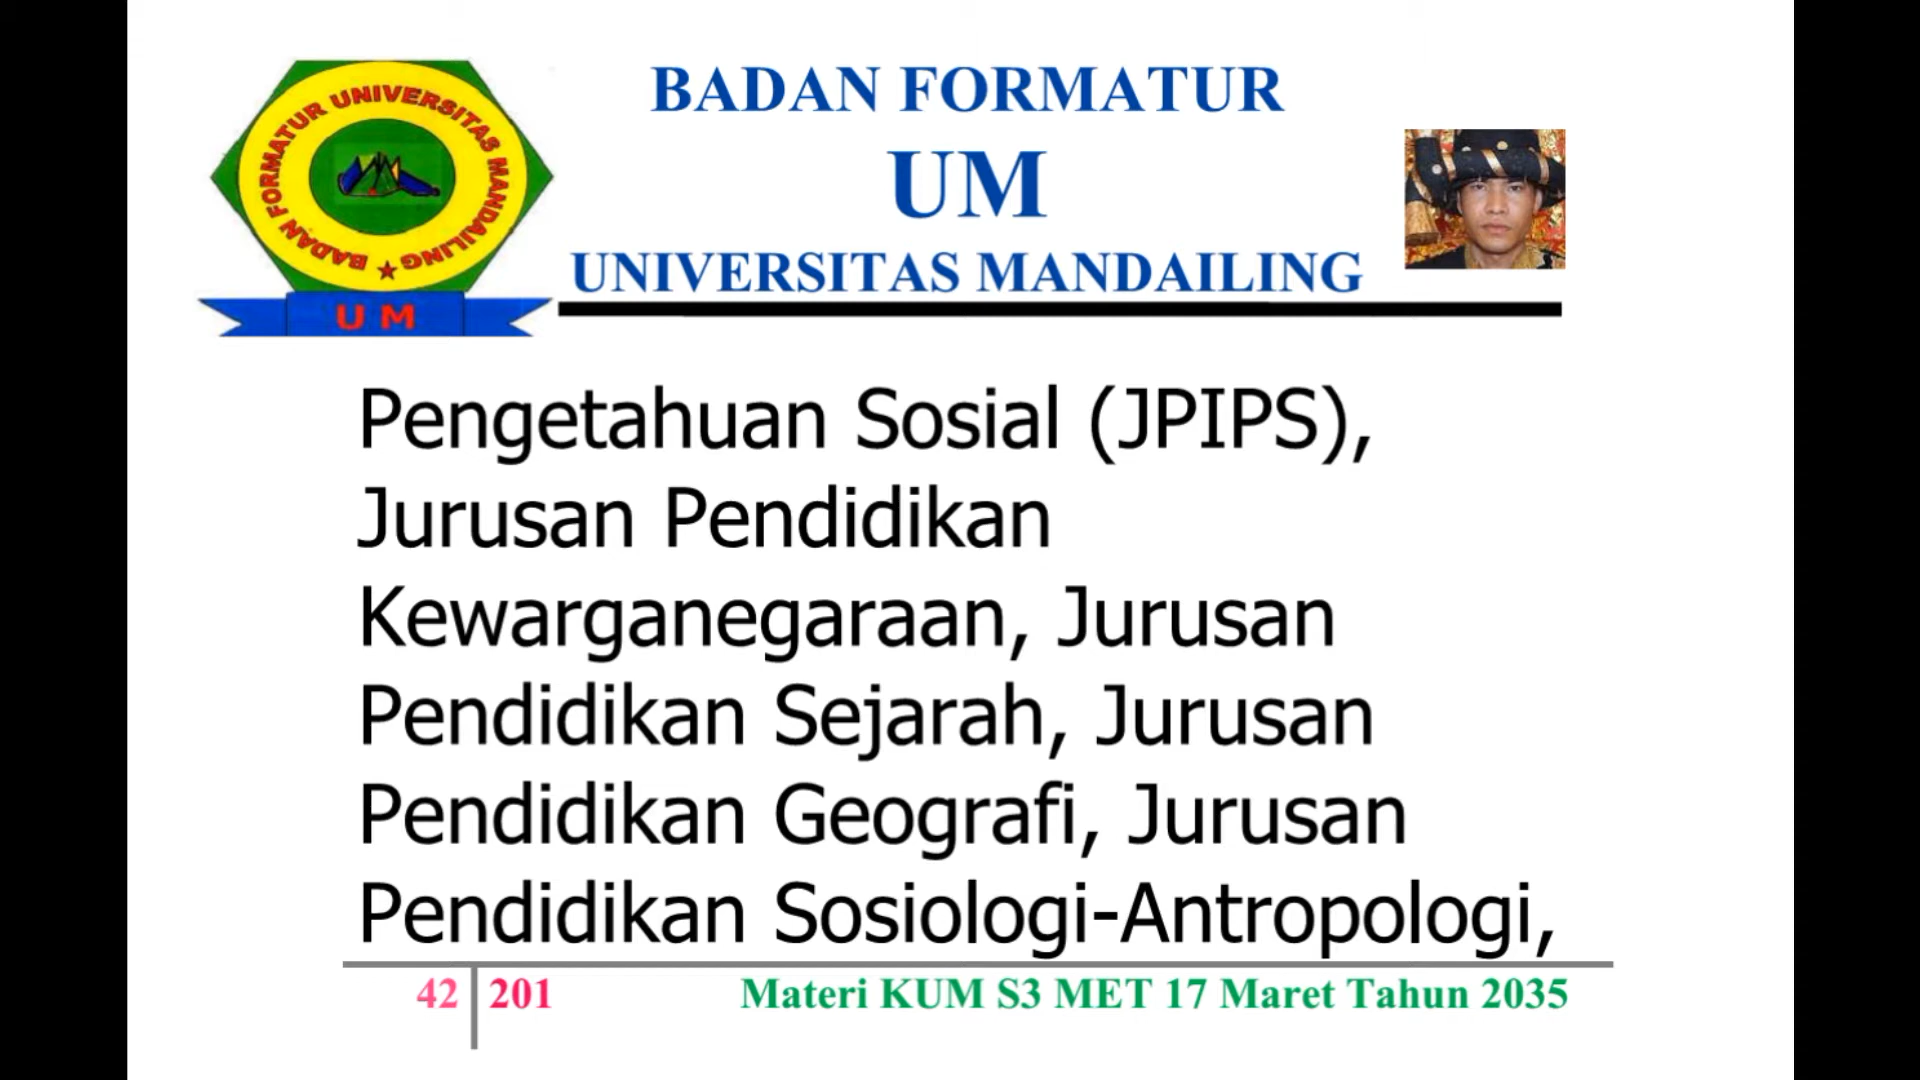 BADAN FORMATUR UNIVERSITAS MANDAILING
U M
BADAN FORMATUR
UM
UNIVERSITAS MANDAILING
Pengetahuan Sosial (JPIPS),
Jurusan Pendidikan
Kewarganegaraan, Jurusan
Pendidikan Sejarah, Jurusan
Pendidikan Geografi, Jurusan
Pendidikan Sosiologi-Antropologi,
42 201 Materi KUM S3 MET 17 Maret Tahun 2035